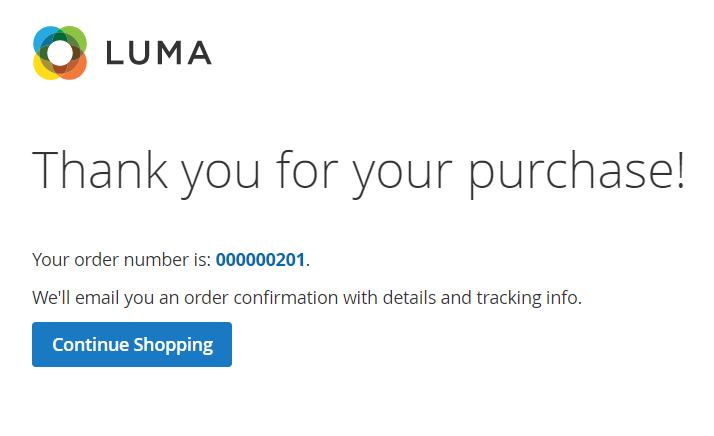 LUMA
Thank you for your purchase!
Your order number is: 000000201.
We'll email you an order confirmation with details and tracking info.
Continue Shopping